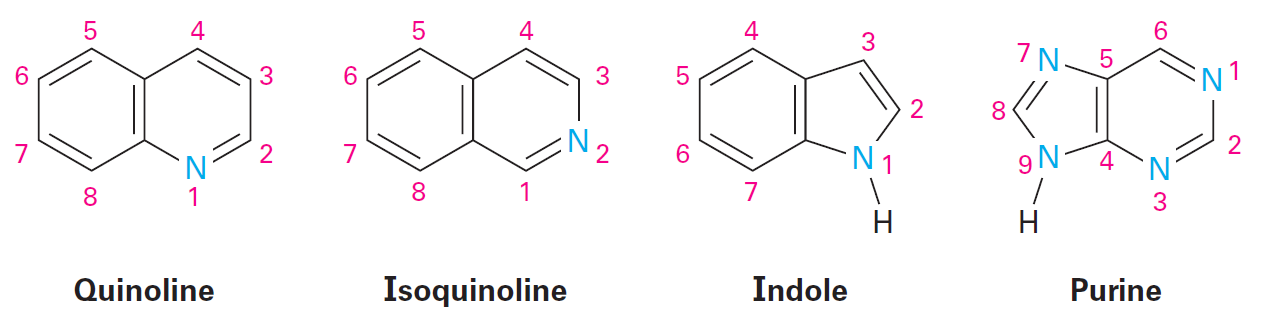 5 4
6 3
7 2
8 N
1
5 4
6 3
7 N 2
8 1
4 3
5 2
6 N 1
7 H
6
7 N 5 N 1
8 2
9 N 4 N
H 3
Quinoline Isoquinoline Indole Purine